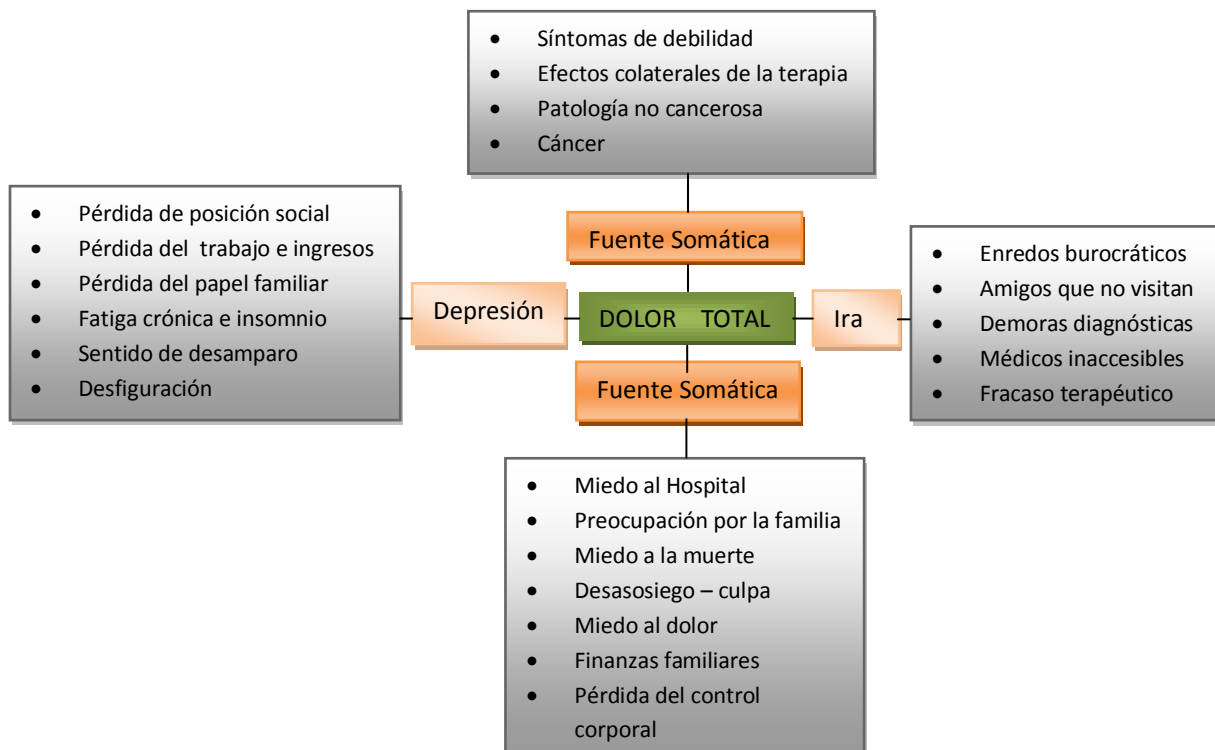 • Síntomas de debilidad
• Efectos colaterales de la terapia
• Patología no cancerosa
• Cáncer
Fuente Somática
• Pérdida de posición social
• Pérdida del trabajo e ingresos
• Pérdida del papel familiar
• Fatiga crónica e insomnio
• Sentido de desamparo
• Desfiguración
Depresión
DOLOR TOTAL
Ira
• Enredos burocráticos
• Amigos que no visitan
• Demoras diagnósticas
• Médicos inaccesibles
• Fracaso terapéutico
Fuente Somática
• Miedo al Hospital
• Preocupación por la familia
• Miedo a la muerte
• Desasosiego – culpa
• Miedo al dolor
• Finanzas familiares
• Pérdida del control
corporal